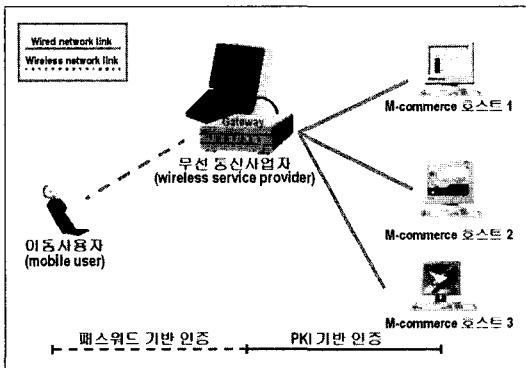 Wired network link
Wireless network link
Gateway
무선 통신사업자
(wireless service provider)
이동사용자
(mobile user)
M-commerce 호스트 1
M-commerce 호스트 2
M-commerce 호스트 3
패스워드 기반 인증
PKI 기반 인증